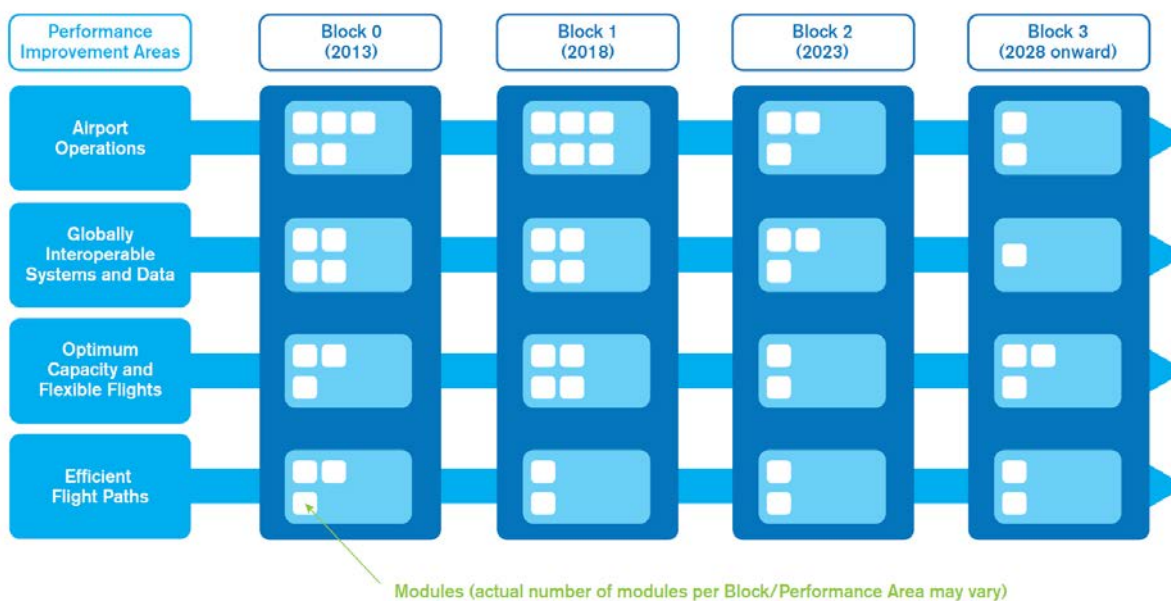 Performance
Improvement Areas
Block 0
(2013)
Block 1
(2018)
Block 2
(2023)
Block 3
(2028 onward)
Airport
Operations
Globally
Interoperable
Systems and Data
Optimum
Capacity and
Flexible Flights
Efficient
Flight Paths
Modules (actual number of modules per Block/Performance Area may vary)